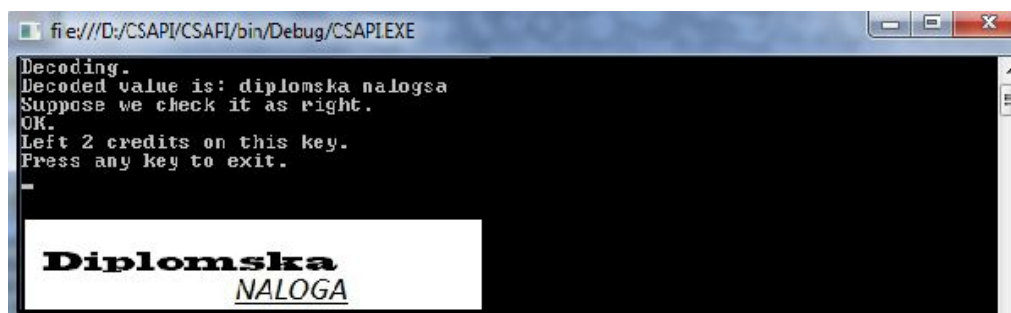 file:///D:/CSAPI/CSAPI/bin/Debug/CSAPI.EXE
Decoding.
Decoded value is: diplomska nalogsa
Suppose we check it as right.
OK.
Left 2 credits on this key.
Press any key to exit.
Diplomska
NALOGA